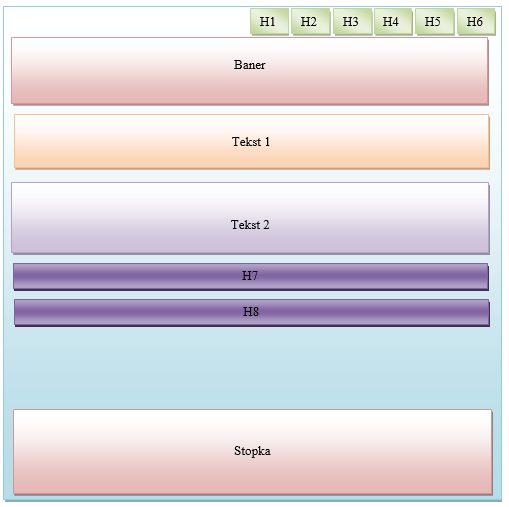 H1 H2 H3 H4 H5 H6
Baner
Tekst 1
Tekst 2
H7
H8
Stopka